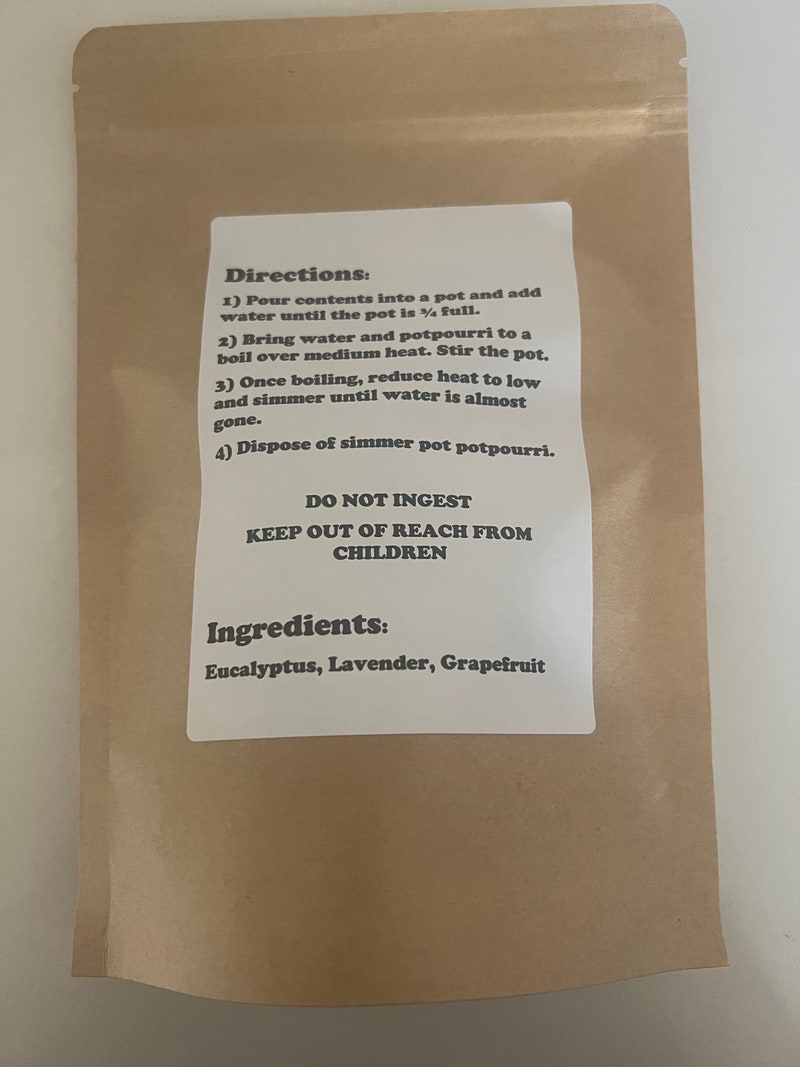 Directions:
1) Pour contents into a pot and add
water until the pot is ¾ full.
2) Bring water and potpourri to a
boil over medium heat. Stir the pot.
3) Once boiling, reduce heat to low
and simmer until water is almost
gone.
4) Dispose of simmer pot potpourri.
DO NOT INGEST
KEEP OUT OF REACH FROM
CHILDREN
Ingredients:
Eucalyptus, Lavender, Grapefruit